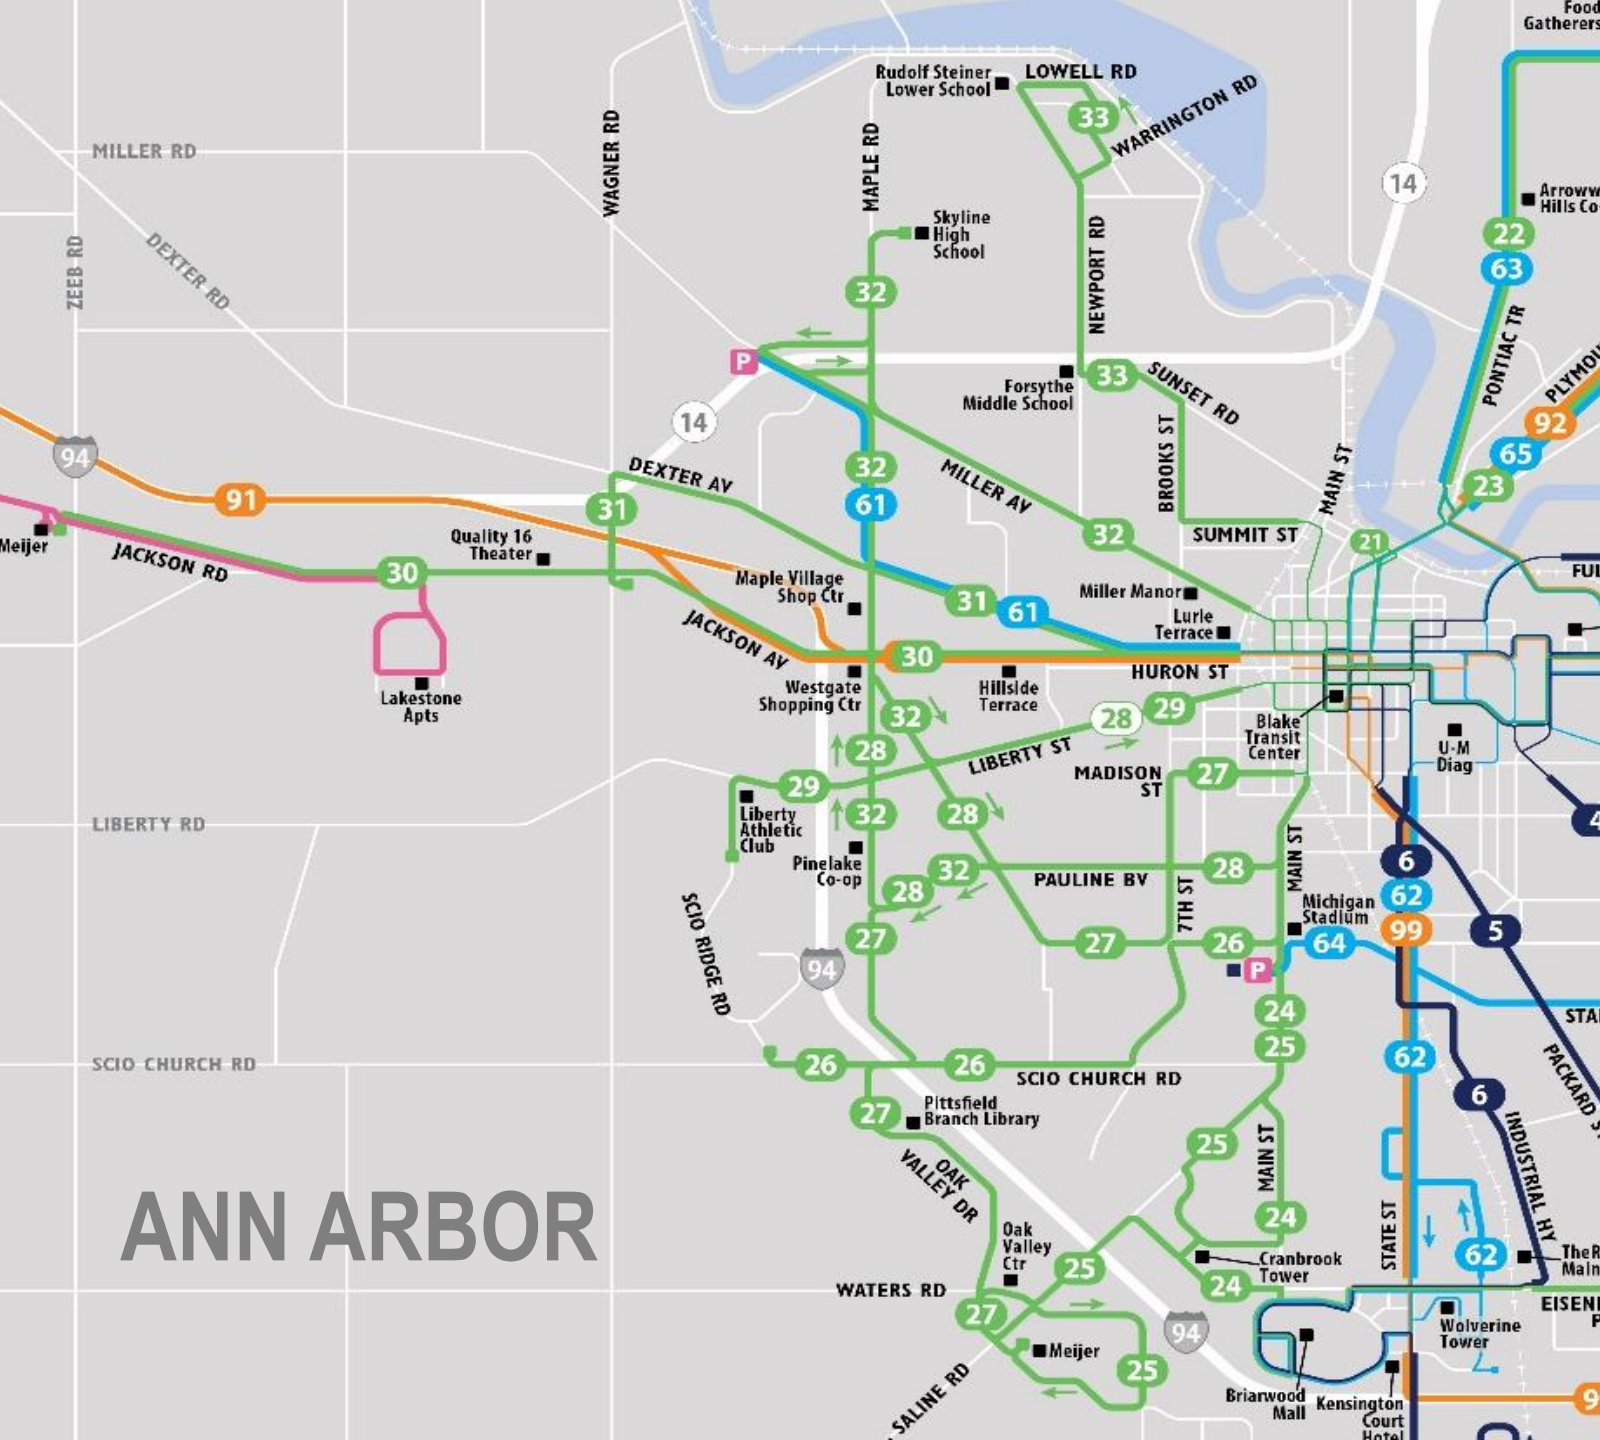 Food
Gatherers
Rudolf Steiner
Lower School
LOWELL RD
33
WARRINGTON RD
MILLER RD
WAGNER RD
MAPLE RD
14
Skyline
High
School
Hills Co
22
63
ZEEB RD
DEXTER RD
32
NEWPORT RD
PONTIAC TR
P
Forsythe
Middle School
33
SUNSET RD
14
BROOKS ST
92
65
23
94
91
DEXTER AV
32
61
MILLER AV
MAIN ST
31
Meijer
JACKSON RD
Quality 16
Theater
30
32
SUMMIT ST
21
Maple Village
Shop Ctr
31
61
Miller Manor
Lurie
Terrace
JACKSON AV
30
HURON ST
Lakestone
Apts
Westgate
Shopping Ctr
Hillside
Terrace
32
28
29
Blake
Transit
Center
U-M
Diag
28
LIBERTY ST
MADISON
ST
27
29
Liberty
Athletic
Club
32
28
4
LIBERTY RD
Pinelake
Co-op
32
PAULINE BV
28
MAIN ST
6
62
28
7TH ST
Michigan
Stadium
SCIO RIDGE RD
27
27
26
64
99
5
94
P
24
25
STA
62
SCIO CHURCH RD
26
26
SCIO CHURCH RD
PACKARD S
6
27
Pittsfield
Branch Library
25
MAIN ST
INDUSTRIAL HY
OAK
VALLEY DR
ANN ARBOR
24
STATE ST
Oak
Valley
Ctr
25
Cranbrook
Tower
62
The R
Main
WATERS RD
24
27
EISEN
P
Wolverine
Tower
94
Meijer
25
SALINE RD
Briarwood
Mall
Kensington
Court
Hotel
9